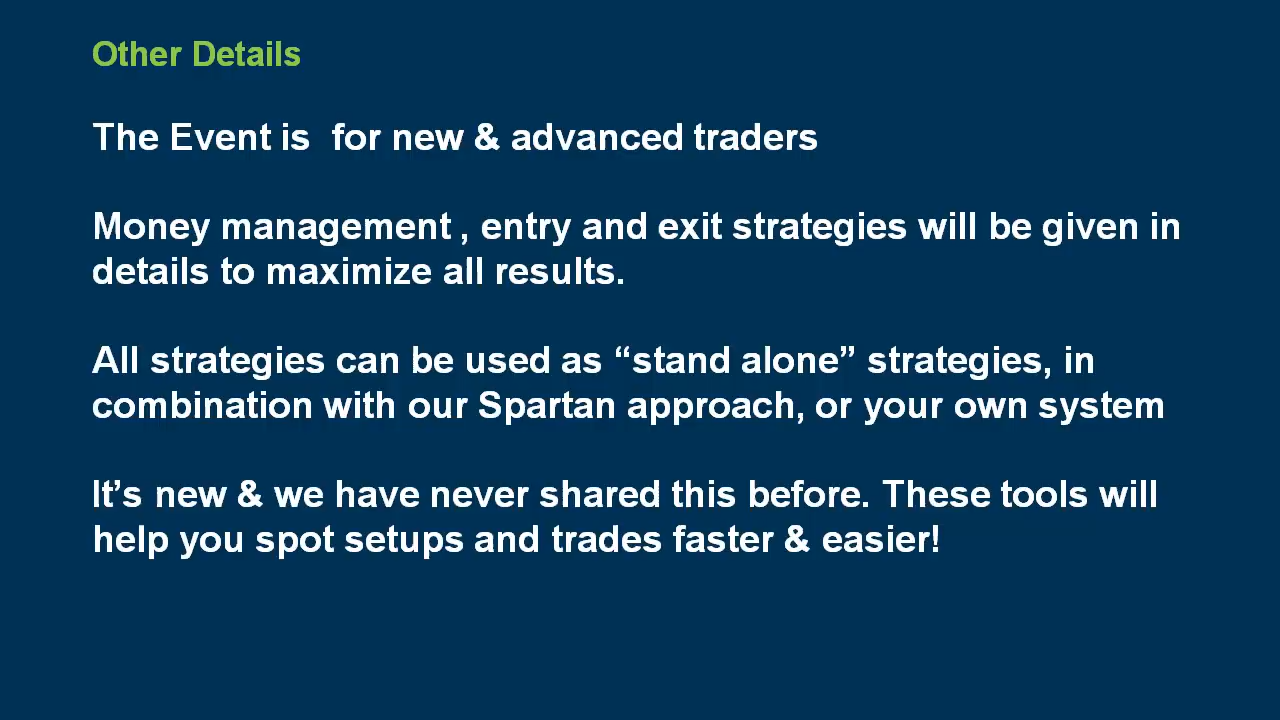 Other Details
The Event is  for new & advanced traders
Money management , entry and exit strategies will be given in
details to maximize all results.
All strategies can be used as “stand alone” strategies, in
combination with our Spartan approach, or your own system
It’s new & we have never shared this before. These tools will
help you spot setups and trades faster & easier!